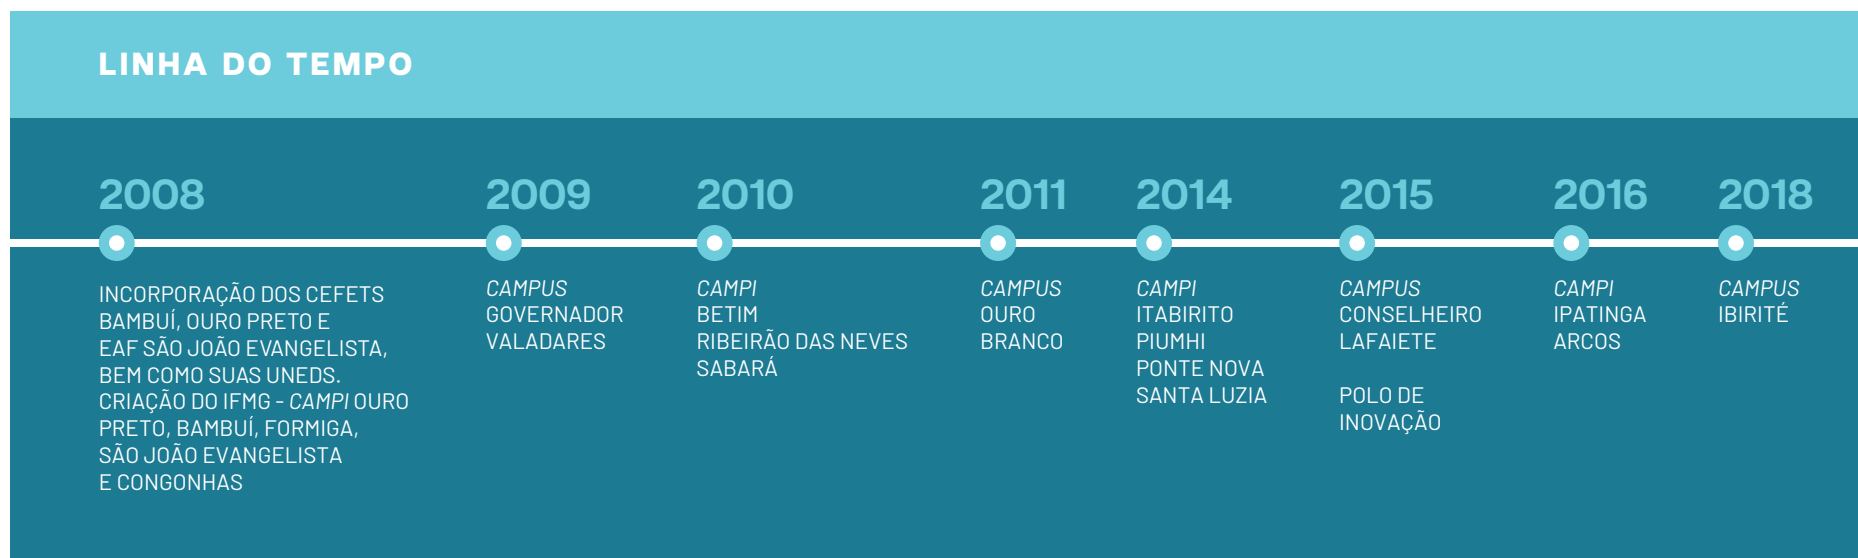 LINHA DO TEMPO
2008
INCORPORAÇÃO DOS CEFETS
BAMBUÍ, OURO PRETO E
EAF SÃO JOÃO EVANGELISTA,
BEM COMO SUAS UNEDS.
CRIAÇÃO DO IFMG - CAMPI OURO
PRETO, BAMBUÍ, FORMIGA,
SÃO JOÃO EVANGELISTA
E CONGONHAS
2009
CAMPUS
GOVERNADOR
VALADARES
2010
CAMPI
BETIM
RIBEIRÃO DAS NEVES
SABARÁ
2011
CAMPUS
OURO
BRANCO
2014
CAMPI
ITABIRITO
PIUMHI
PONTE NOVA
SANTA LUZIA
2015
CAMPUS
CONSELHEIRO
LAFAIETE
POLO DE
INOVAÇÃO
2016
CAMPI
IPATINGA
ARCOS
2018
CAMPUS
IBIRITÉ